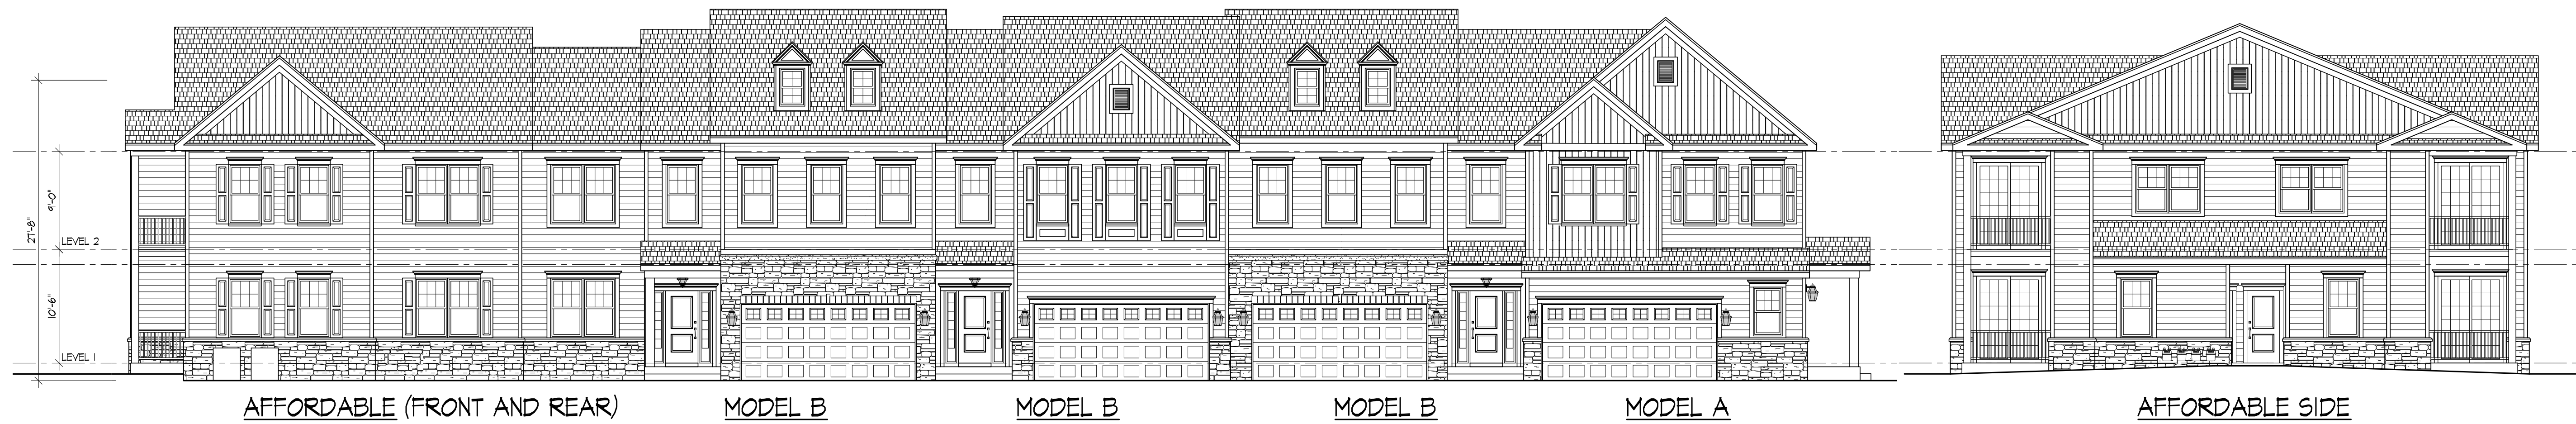 27'-8"
9'-0"
LEVEL 2
10'-6"
LEVEL 1
AFFORDABLE (FRONT AND REAR)
MODEL B
MODEL B
MODEL B
MODEL A
AFFORDABLE SIDE